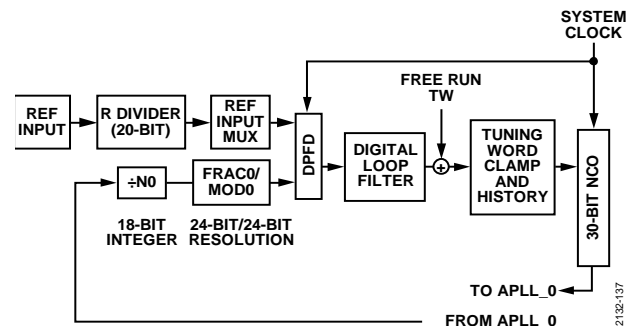 SYSTEM
CLOCK
FREE RUN
TW
REF
INPUT
R DIVIDER
(20-BIT)
REF
INPUT
MUX
DPFD
DIGITAL
LOOP
FILTER
+
TUNING
WORD
CLAMP
AND
HISTORY
30-BIT NCO
÷N0
FRAC0/
MOD0
18-BIT
INTEGER
24-BIT/24-BIT
RESOLUTION
TO APLL_0
FROM APLL_0
2132-137